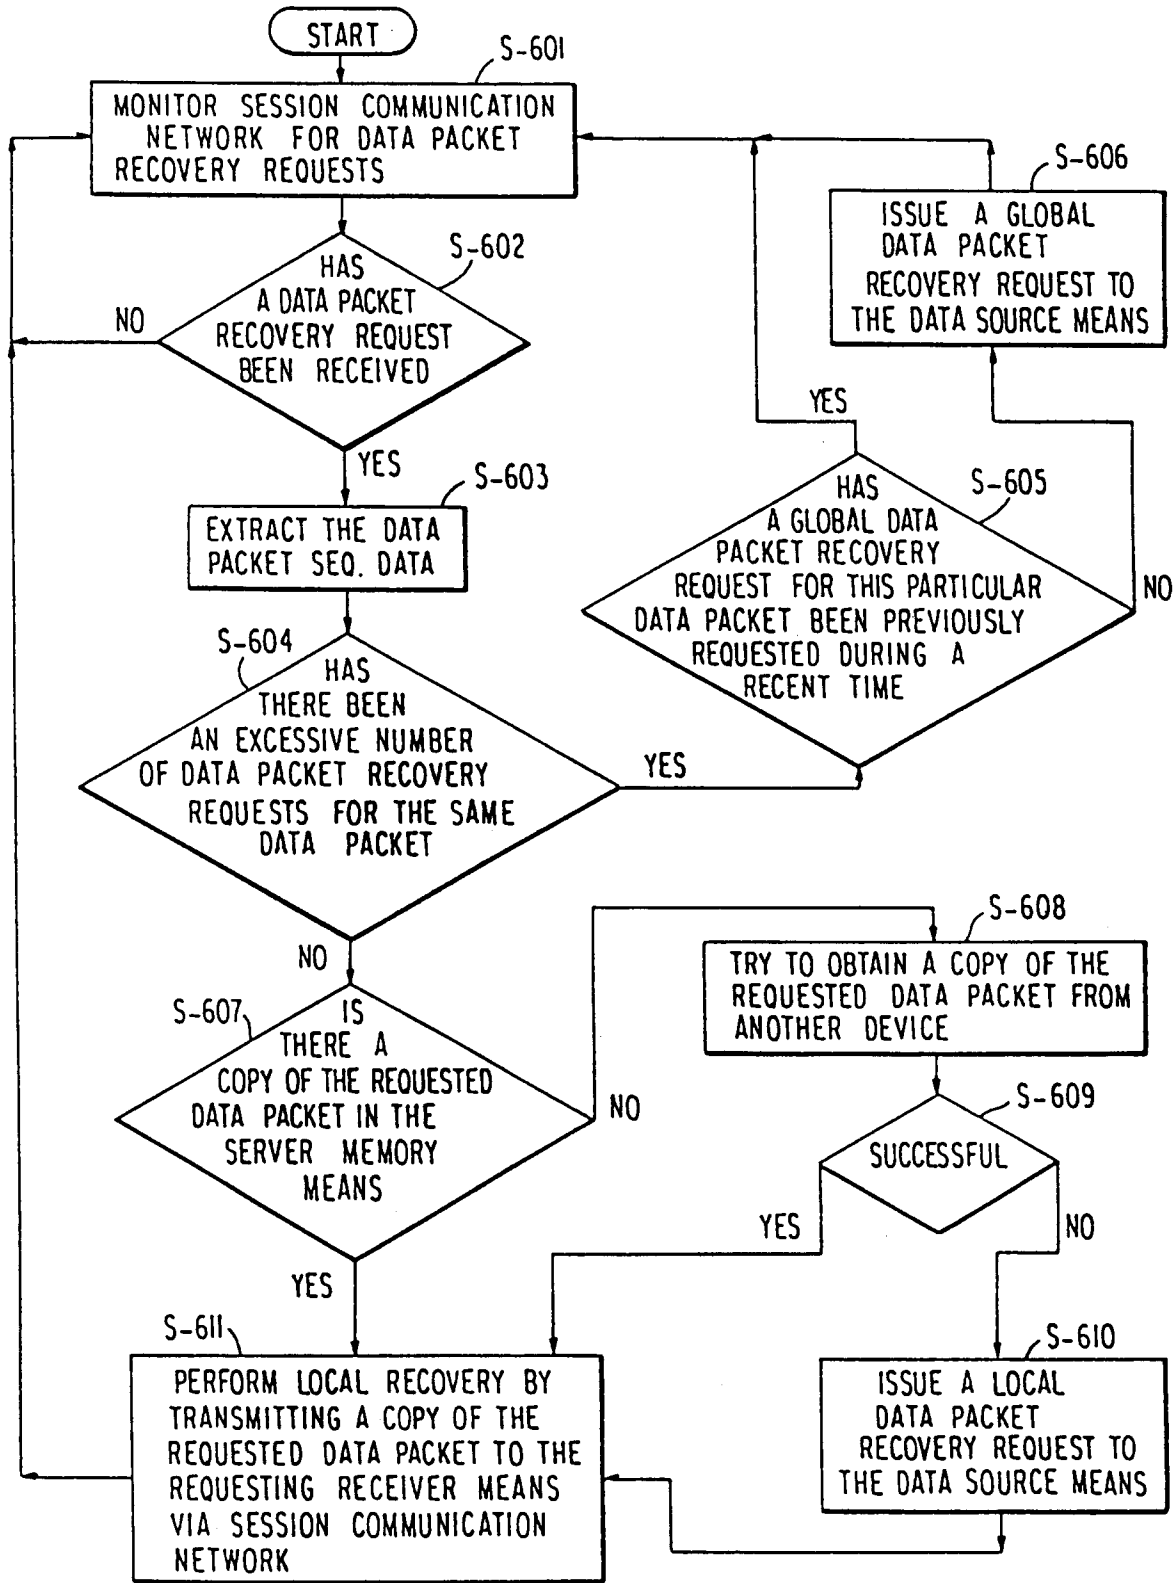 START
S-601
MONITOR SESSION COMMUNICATION
NETWORK FOR DATA PACKET
RECOVERY REQUESTS
S-602
HAS
A DATA PACKET
RECOVERY REQUEST
BEEN RECEIVED
NO
YES
S-603
EXTRACT THE DATA
PACKET SEQ. DATA
S-604
HAS
THERE BEEN
AN EXCESSIVE NUMBER
OF DATA PACKET RECOVERY
REQUESTS FOR THE SAME
DATA PACKET
YES
NO
S-605
HAS
A GLOBAL DATA
PACKET RECOVERY
REQUEST FOR THIS PARTICULAR
DATA PACKET BEEN PREVIOUSLY
REQUESTED DURING A
RECENT TIME
YES
NO
S-606
ISSUE A GLOBAL
DATA PACKET
RECOVERY REQUEST TO
THE DATA SOURCE MEANS
S-607
IS
THERE A
COPY OF THE REQUESTED
DATA PACKET IN THE
SERVER MEMORY
MEANS
NO
YES
S-608
TRY TO OBTAIN A COPY OF THE
REQUESTED DATA PACKET FROM
ANOTHER DEVICE
S-609
SUCCESSFUL
YES
NO
S-610
ISSUE A LOCAL
DATA PACKET
RECOVERY REQUEST TO
THE DATA SOURCE MEANS
S-611
PERFORM LOCAL RECOVERY BY
TRANSMITTING A COPY OF THE
REQUESTED DATA PACKET TO THE
REQUESTING RECEIVER MEANS
VIA SESSION COMMUNICATION
NETWORK